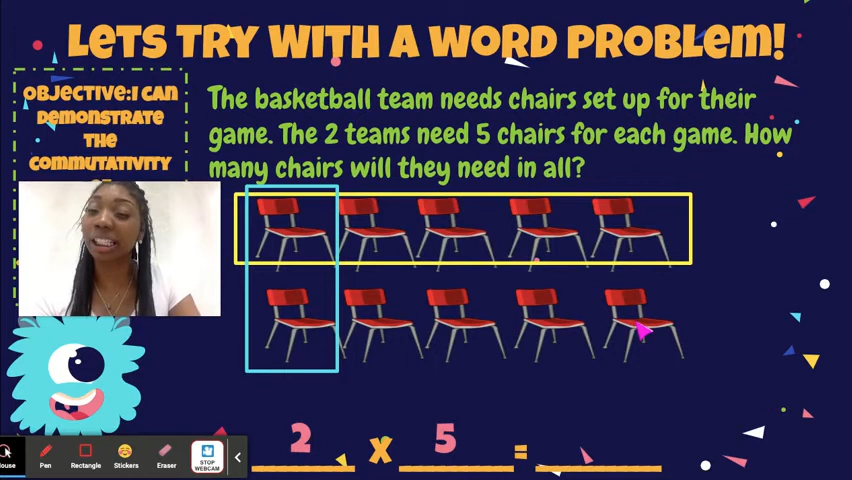 Lets Try With A Word Problem!
Objective:I can
demonstrate
the
commutativity
The basketball team needs chairs set up for their
game. The 2 teams need 5 chairs for each game. How
many chairs will they need in all?
2 x 5 =
Mouse
Pen
Rectangle
Stickers
Eraser
STOP
WEBCAM